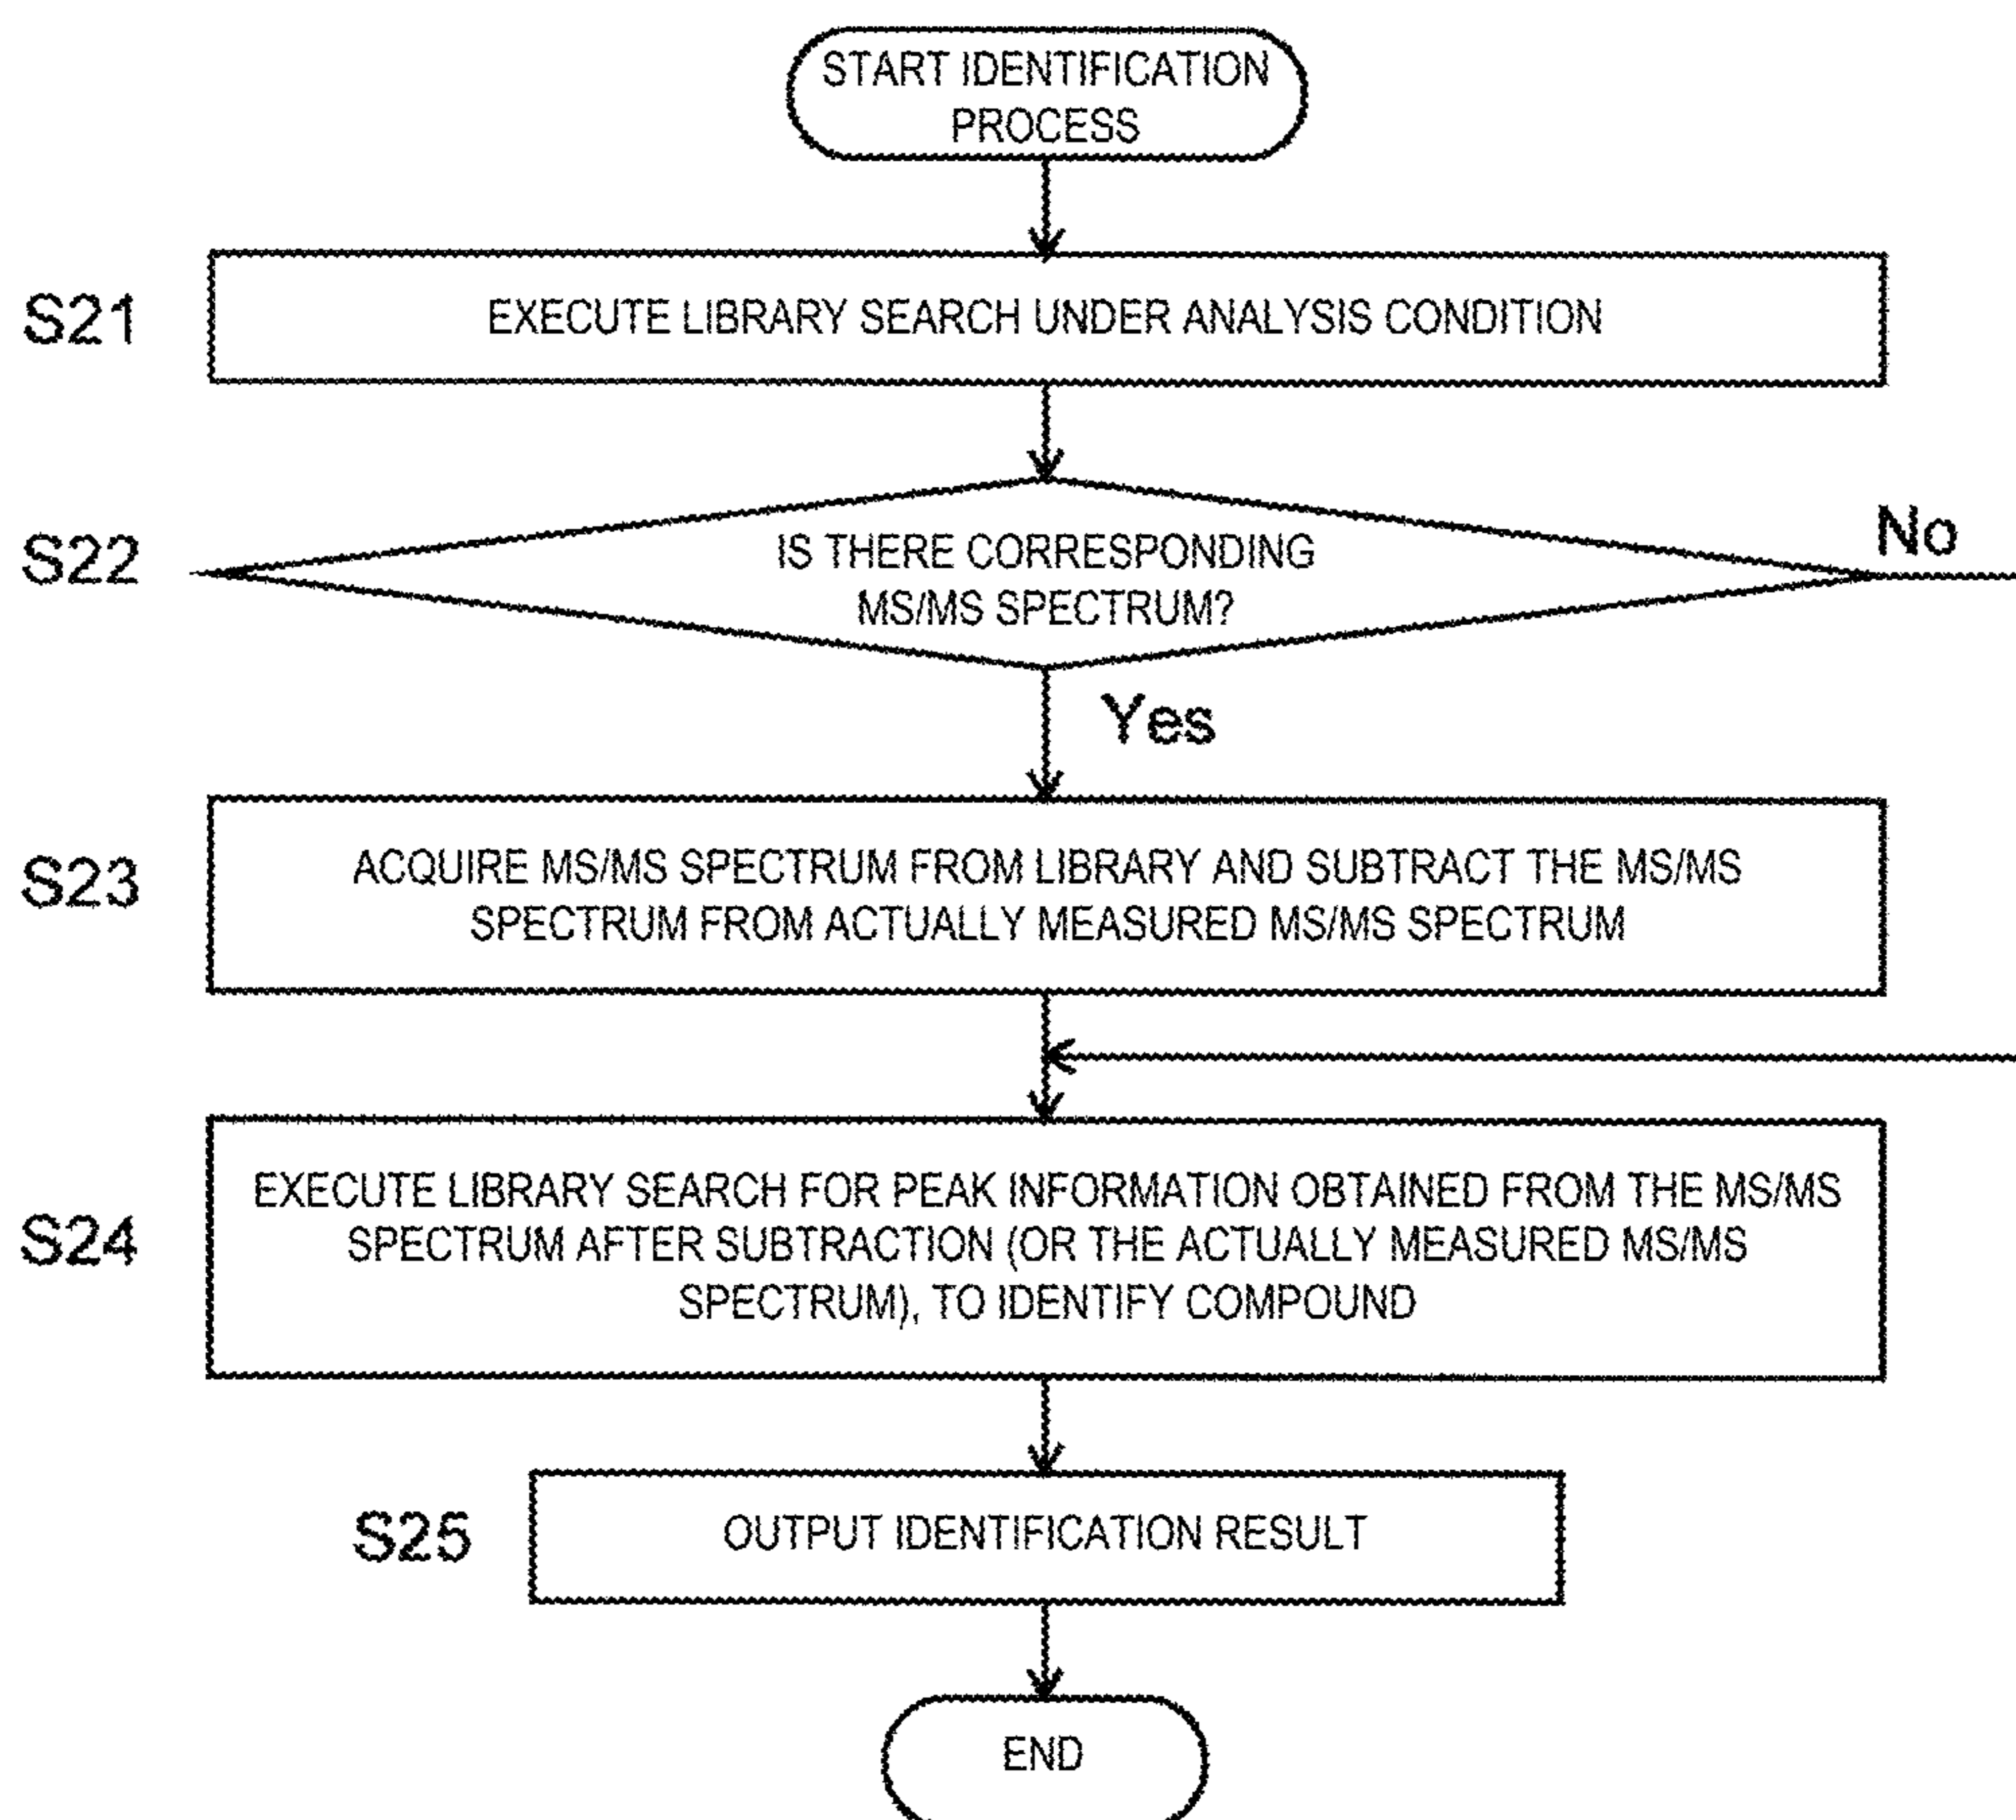 START IDENTIFICATION
PROCESS
S21
EXECUTE LIBRARY SEARCH UNDER ANALYSIS CONDITION
S22
IS THERE CORRESPONDING
MS/MS SPECTRUM?
No
Yes
S23
ACQUIRE MS/MS SPECTRUM FROM LIBRARY AND SUBTRACT THE MS/MS
SPECTRUM FROM ACTUALLY MEASURED MS/MS SPECTRUM
S24
EXECUTE LIBRARY SEARCH FOR PEAK INFORMATION OBTAINED FROM THE MS/MS
SPECTRUM AFTER SUBTRACTION (OR THE ACTUALLY MEASURED MS/MS
SPECTRUM), TO IDENTIFY COMPOUND
S25
OUTPUT IDENTIFICATION RESULT
END